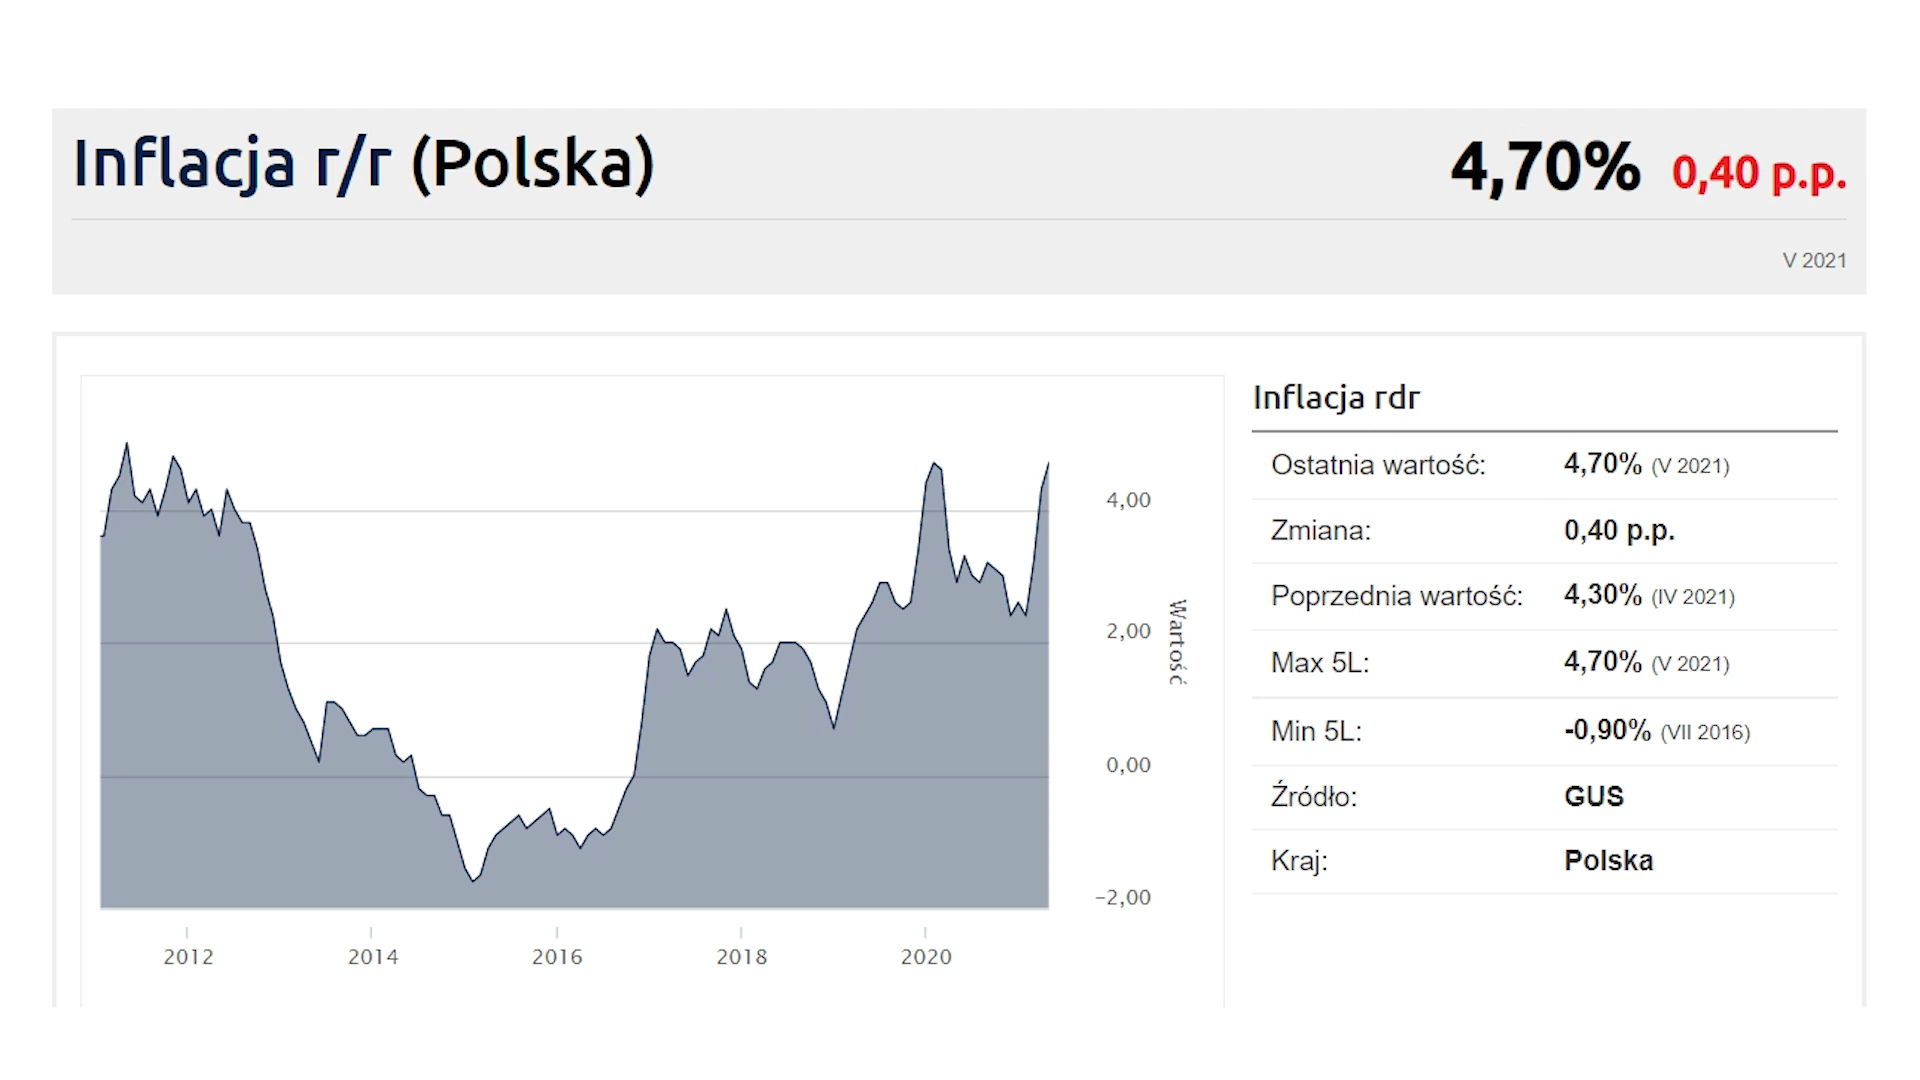 Inflacja r/r (Polska)
4,70% 0,40 p.p.
V 2021
4,00
2,00
0,00
-2,00
Wartość
2012 2014 2016 2018 2020
Inflacja rdr
Ostatnia wartość: 4,70% (V 2021)
Zmiana: 0,40 p.p.
Poprzednia wartość: 4,30% (IV 2021)
Max 5L: 4,70% (V 2021)
Min 5L: -0,90% (VII 2016)
Źródło: GUS
Kraj: Polska